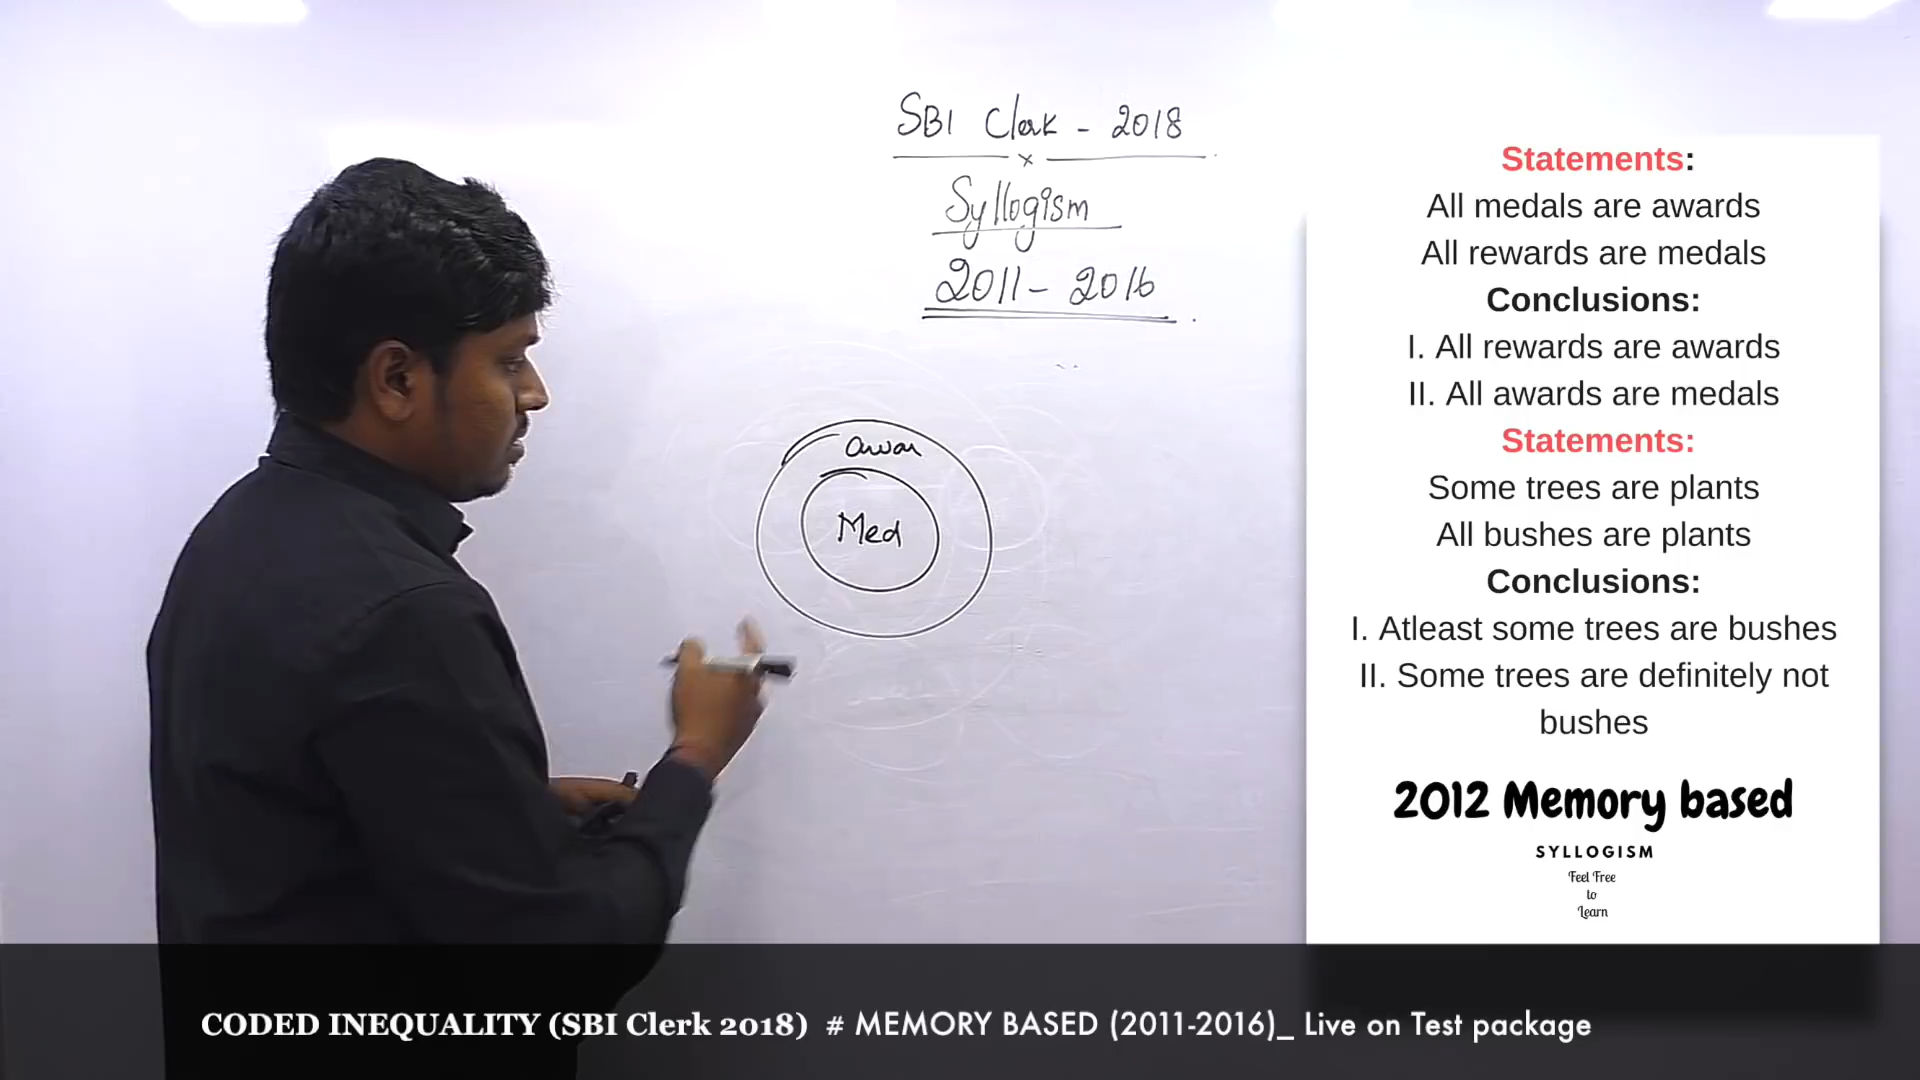 SBI Clerk - 2018
x
Syllogism
2011 - 2016
awar
Med
Statements:
All medals are awards
All rewards are medals
Conclusions:
I. All rewards are awards
II. All awards are medals
Statements:
Some trees are plants
All bushes are plants
Conclusions:
I. Atleast some trees are bushes
II. Some trees are definitely not
bushes
2012 Memory based
SYLLOGISM
Feel Free
to
Learn
CODED INEQUALITY (SBI Clerk 2018) # MEMORY BASED (2011-2016)_ Live on Test package